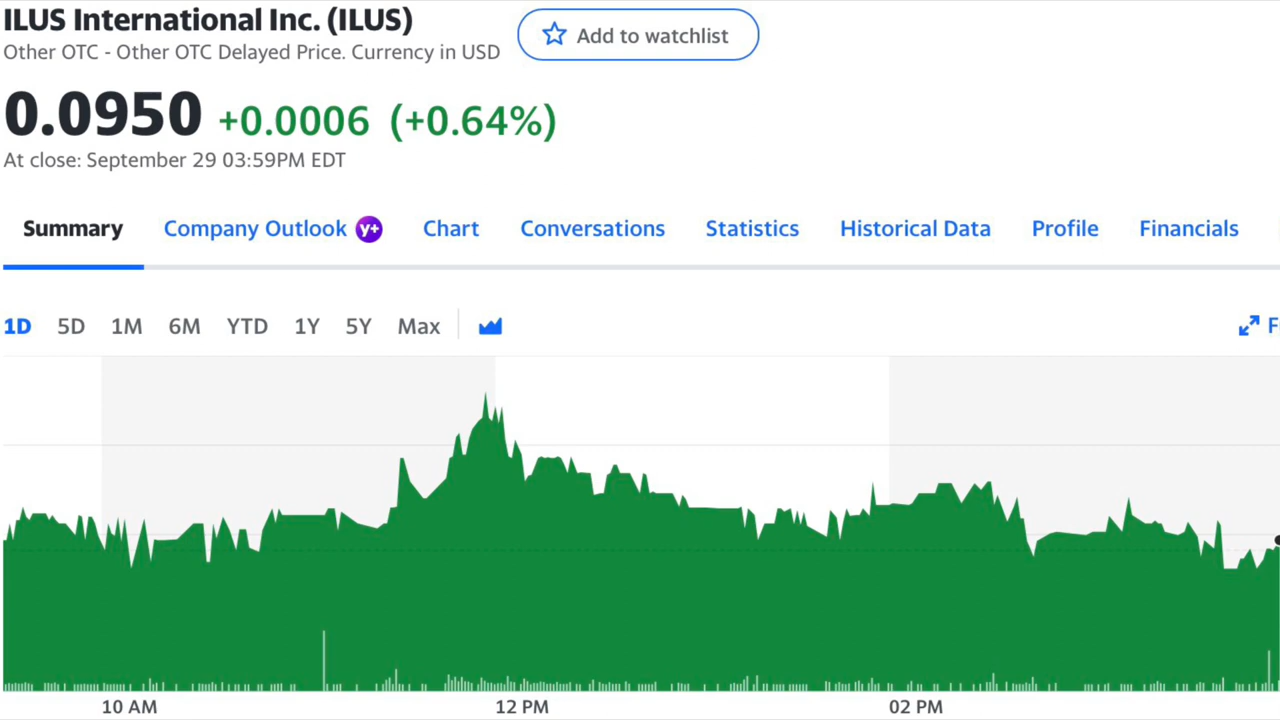 ILUS International Inc. (ILUS)
Other OTC - Other OTC Delayed Price. Currency in USD
Add to watchlist
0.0950 +0.0006 (+0.64%)
At close: September 29 03:59PM EDT
Summary Company Outlook y+ Chart Conversations Statistics Historical Data Profile Financials
1D 5D 1M 6M YTD 1Y 5Y Max
10 AM 12 PM 02 PM